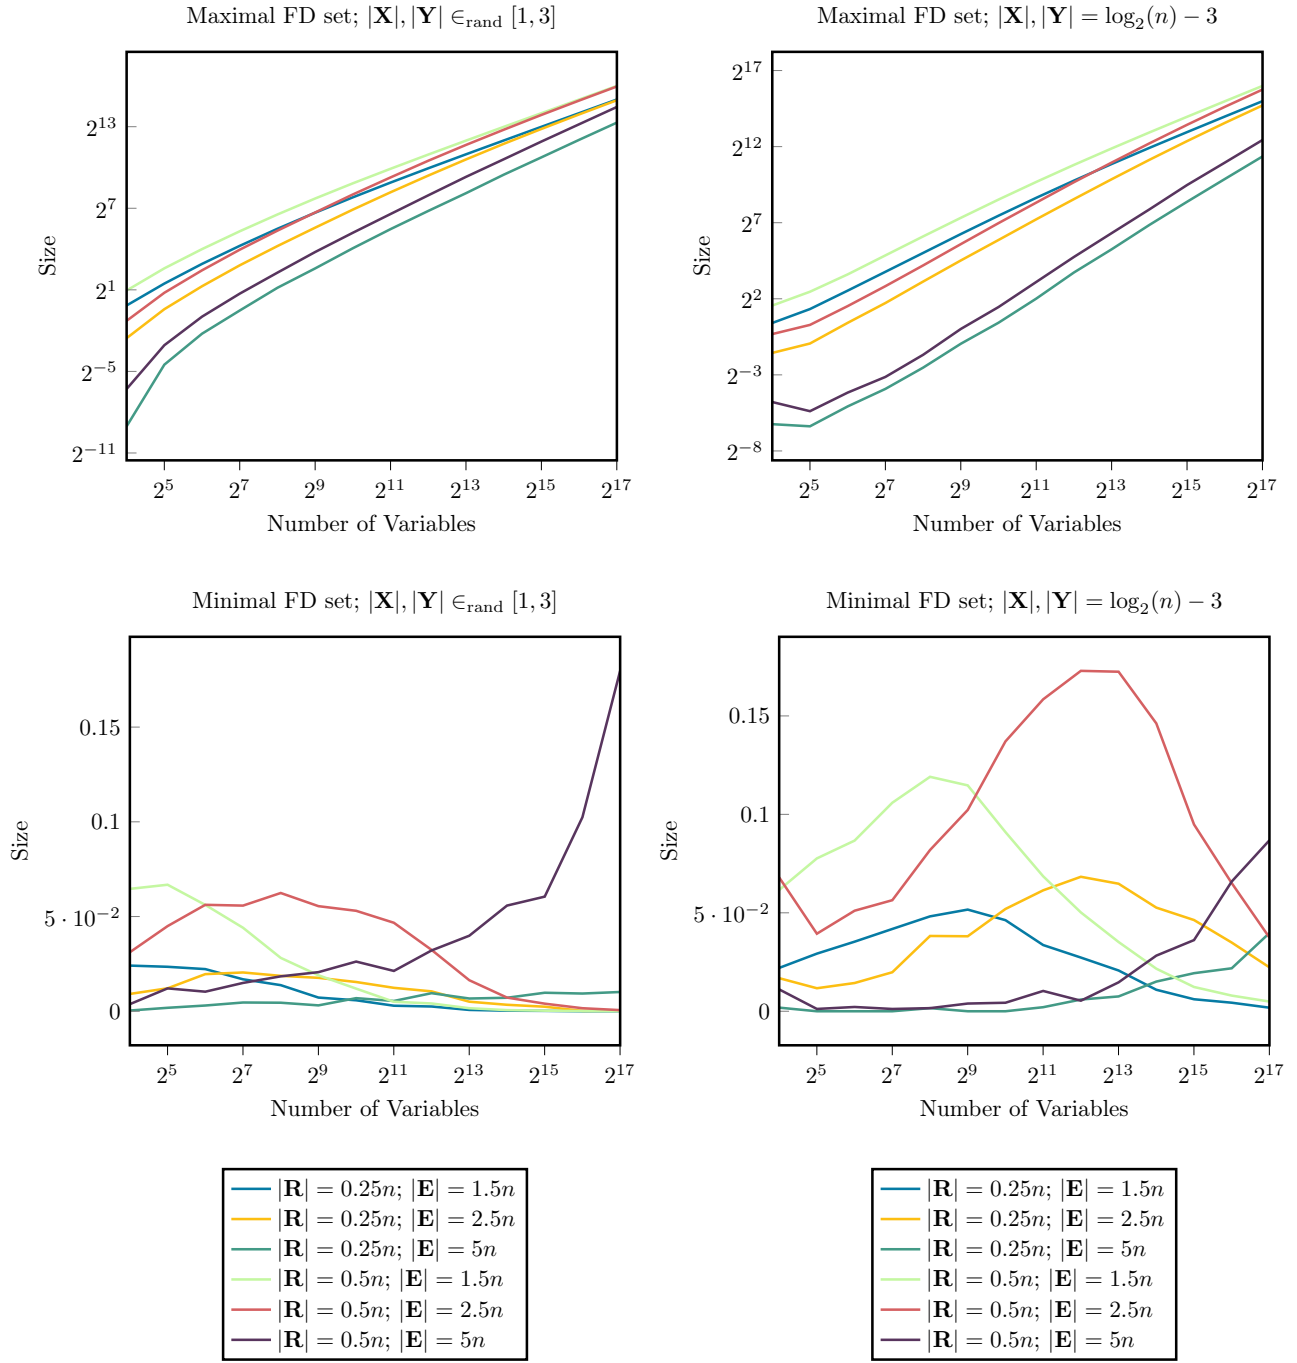 Maximal FD set; |X|, |Y| ∈rand [1, 3]
Size
2^13
2^7
2^1
2^−5
2^−11
2^5 2^7 2^9 2^11 2^13 2^15 2^17
Number of Variables
Maximal FD set; |X|, |Y| = log₂(n) − 3
Size
2^17
2^12
2^7
2^2
2^−3
2^−8
2^5 2^7 2^9 2^11 2^13 2^15 2^17
Number of Variables
Minimal FD set; |X|, |Y| ∈rand [1, 3]
Size
0.15
0.1
5 · 10^−2
0
2^5 2^7 2^9 2^11 2^13 2^15 2^17
Number of Variables
Minimal FD set; |X|, |Y| = log₂(n) − 3
Size
0.15
0.1
5 · 10^−2
0
2^5 2^7 2^9 2^11 2^13 2^15 2^17
Number of Variables
|R| = 0.25n; |E| = 1.5n
|R| = 0.25n; |E| = 2.5n
|R| = 0.25n; |E| = 5n
|R| = 0.5n; |E| = 1.5n
|R| = 0.5n; |E| = 2.5n
|R| = 0.5n; |E| = 5n
|R| = 0.25n; |E| = 1.5n
|R| = 0.25n; |E| = 2.5n
|R| = 0.25n; |E| = 5n
|R| = 0.5n; |E| = 1.5n
|R| = 0.5n; |E| = 2.5n
|R| = 0.5n; |E| = 5n